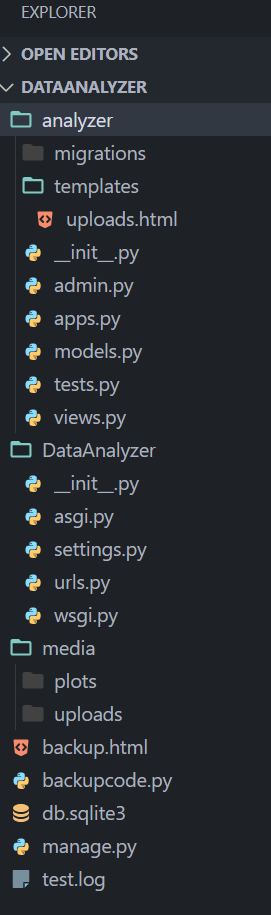 EXPLORER
OPEN EDITORS
DATAANALYZER
analyzer
migrations
templates
uploads.html
__init__.py
admin.py
apps.py
models.py
tests.py
views.py
DataAnalyzer
__init__.py
asgi.py
settings.py
urls.py
wsgi.py
media
plots
uploads
backup.html
backupcode.py
db.sqlite3
manage.py
test.log